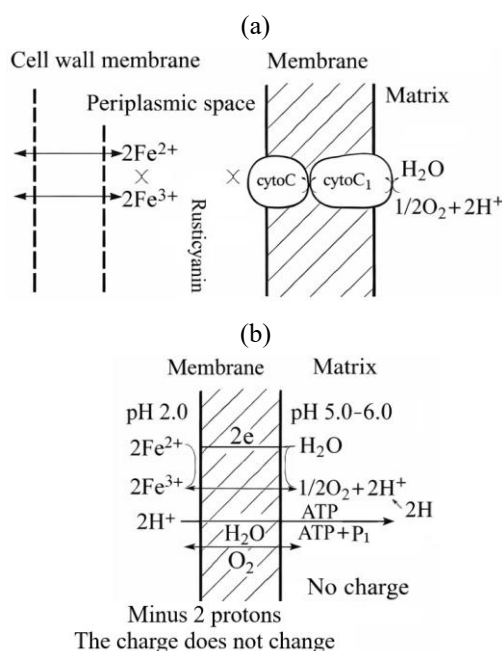 (a)
Cell wall membrane
Membrane
Periplasmic space
Matrix
2Fe²⁺
2Fe³⁺
Rusticyanin
cytoC
cytoC₁
H₂O
1/2O₂+2H⁺
(b)
Membrane
Matrix
pH 2.0
pH 5.0-6.0
2Fe²⁺
2e
H₂O
2Fe³⁺
1/2O₂+2H⁺
2H
2H⁺
ATP
H₂O
ATP+P₁
O₂
No charge
Minus 2 protons
The charge does not change